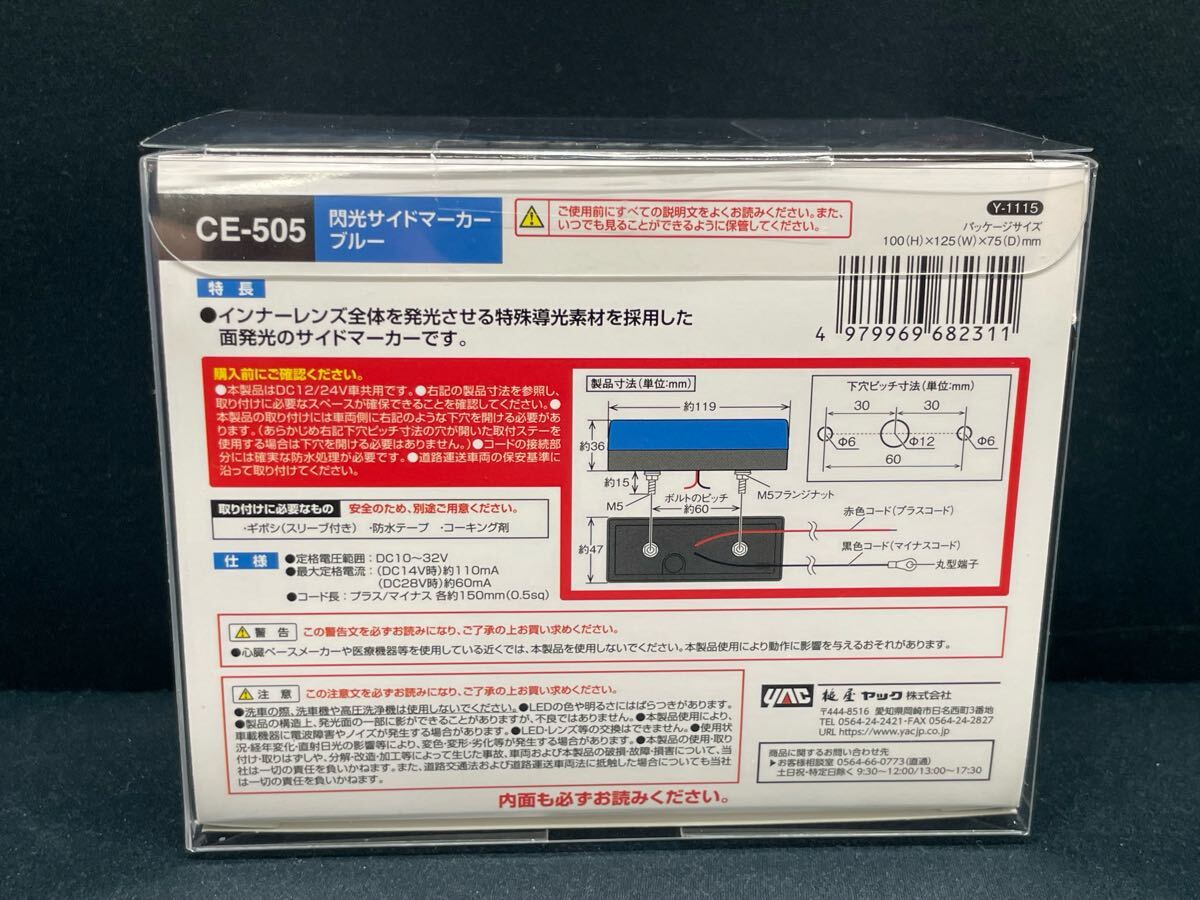 CE-505
閃光サイドマーカー
ブルー
ご使用前にすべての説明文をよくお読みください。また、
いつでも見ることができるように保管してください。
Y-1115
パッケージサイズ
100(H)×125(W)×75(D)mm
特長
●インナーレンズ全体を発光させる特殊導光素材を採用した
面発光のサイドマーカーです。
4 979969 682311
購入前にご確認ください。
●本製品はDC12/24V車共用です。●右記の製品寸法を参照し、
取り付けに必要なスペースが確保できることを確認してください。●
本製品の取り付けには車両側に右記のような下穴を開ける必要があ
ります。(あらかじめ右記下穴ピッチ寸法の穴が開いた取付ステーを
使用する場合は下穴を開ける必要はありません。)●コードの接続部
分には確実な防水処理が必要です。●道路運送車両の保安基準に
沿って取り付けてください。
製品寸法(単位:mm)
約119
約36
約15
M5
ボルトのピッチ
約60
M5フランジナット
約47
赤色コード(プラスコード)
黒色コード(マイナスコード)
丸型端子
下穴ピッチ寸法(単位:mm)
30
30
Φ6
Φ12
Φ6
60
取り付けに必要なもの
安全のため、別途ご用意ください。
・ギボシ(スリーブ付き) ・防水テープ ・コーキング剤
仕様
●定格電圧範囲:DC10～32V
●最大定格電流:(DC14V時)約110mA
(DC28V時)約60mA
●コード長:プラス/マイナス 各約150mm(0.5sq)
警告
この警告文を必ずお読みになり、ご了承の上お買い求めください。
●心臓ペースメーカーや医療機器等を使用している近くでは、本製品を使用しないでください。本製品使用により動作に影響を与えるおそれがあります。
注意
この注意文を必ずお読みになり、ご了承の上お買い求めください。
●洗車の際、洗車機や高圧洗浄機は使用しないでください。●LEDの色や明るさにはばらつきがあります。
●製品の構造上、発光面の一部に影ができることがありますが、不良ではありません。●本製品使用により、
車載機器に電波障害やノイズが発生する場合があります。●LED・レンズ等の交換はできません。●使用状
況・経年変化・直射日光の影響等により、変色・変形・劣化等が発生する場合があります。●本製品の使用・取り
付け・取りはずしや、分解・改造・加工等によって生じた事故、車両および本製品の破損・故障・損害について、当
社は一切の責任を負いかねます。また、道路交通法および道路運送車両法に抵触した場合についても当社
は一切の責任を負いかねます。
YAC 槌屋ヤック株式会社
〒444-8516 愛知県岡崎市日名西町3番地
TEL 0564-24-2421・FAX 0564-24-2827
URL https://www.yacjp.co.jp
商品に関するお問い合わせ先
▶お客様相談室 0564-66-0773(直通)
土日祝・特定日除く 9:30～12:00/13:00～17:30
内面も必ずお読みください。